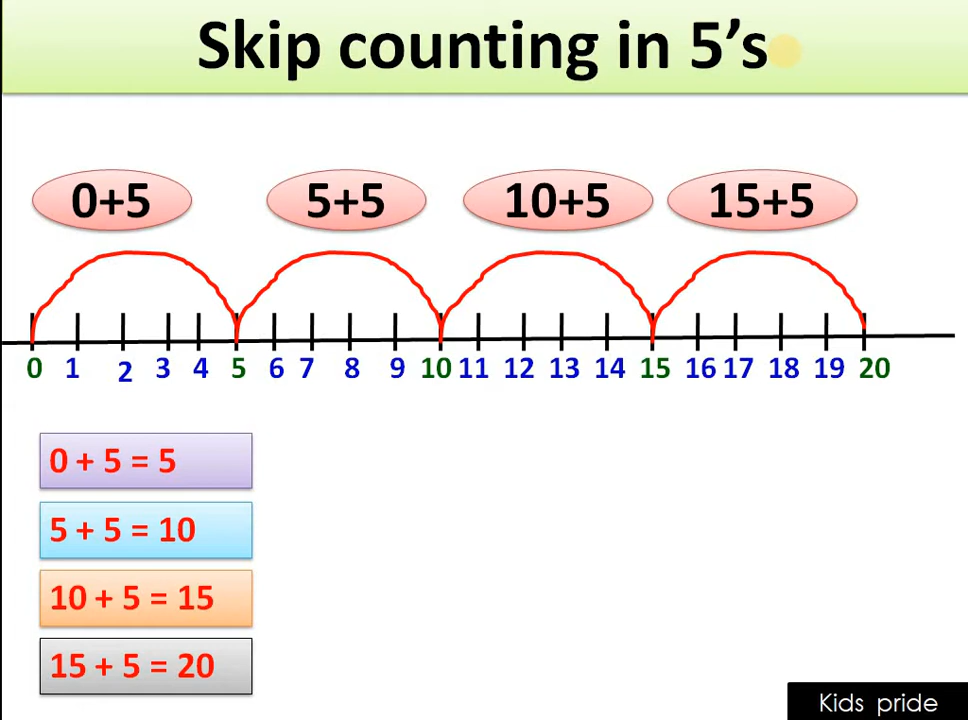 Skip counting in 5’s
0+5 5+5 10+5 15+5
0 1 2 3 4 5 6 7 8 9 10 11 12 13 14 15 16 17 18 19 20
0 + 5 = 5
5 + 5 = 10
10 + 5 = 15
15 + 5 = 20
Kids pride